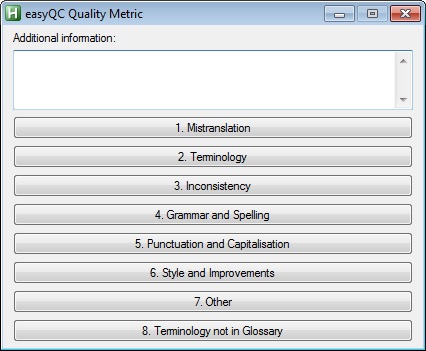 H easyQC Quality Metric
Additional information:
1. Mistranslation
2. Terminology
3. Inconsistency
4. Grammar and Spelling
5. Punctuation and Capitalisation
6. Style and Improvements
7. Other
8. Terminology not in Glossary